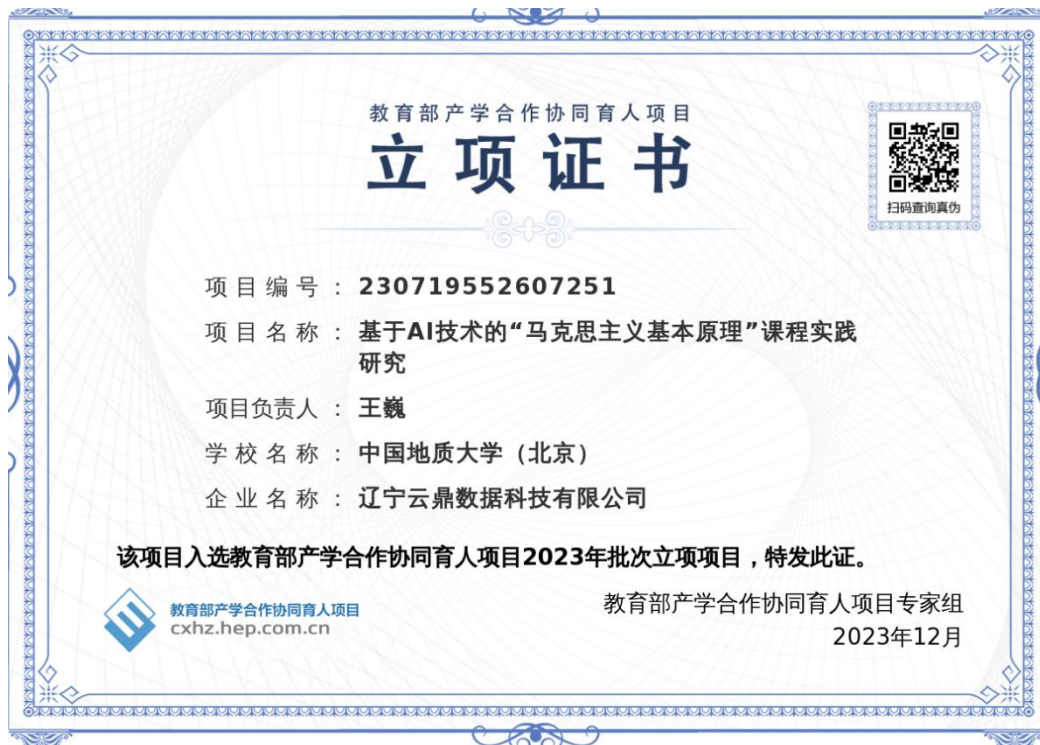 教育部产学合作协同育人项目
立项证书
扫码查询真伪
项目编号：230719552607251
项目名称：基于AI技术的“马克思主义基本原理”课程实践
研究
项目负责人：王巍
学校名称：中国地质大学（北京）
企业名称：辽宁云鼎数据科技有限公司
该项目入选教育部产学合作协同育人项目2023年批次立项项目，特发此证。
教育部产学合作协同育人项目
cxhz.hep.com.cn
教育部产学合作协同育人项目专家组
2023年12月